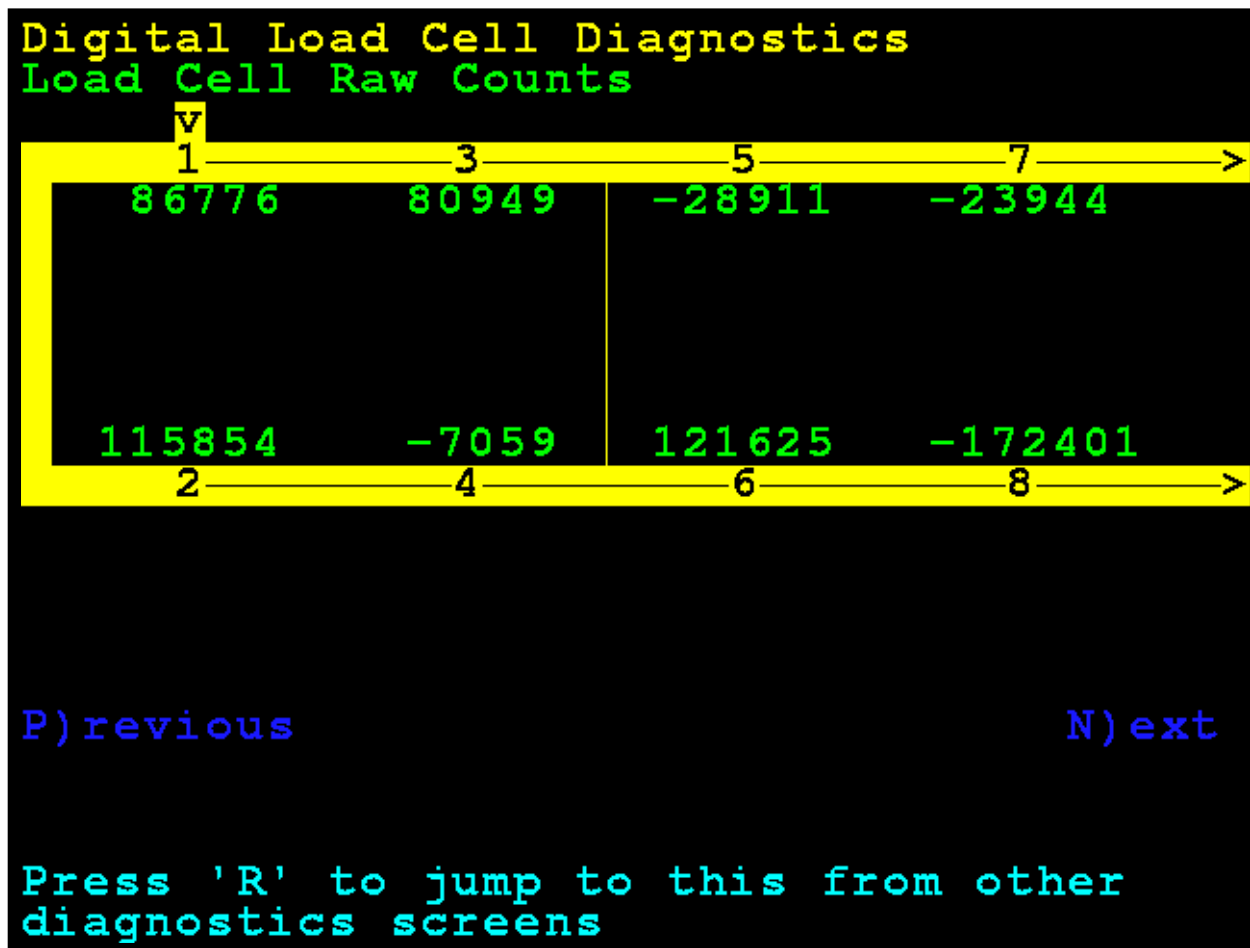 Digital Load Cell Diagnostics
Load Cell Raw Counts
v
1 3 5 7 >
86776 80949 -28911 -23944
115854 -7059 121625 -172401
2 4 6 8 >
P)revious N)ext
Press 'R' to jump to this from other
diagnostics screens